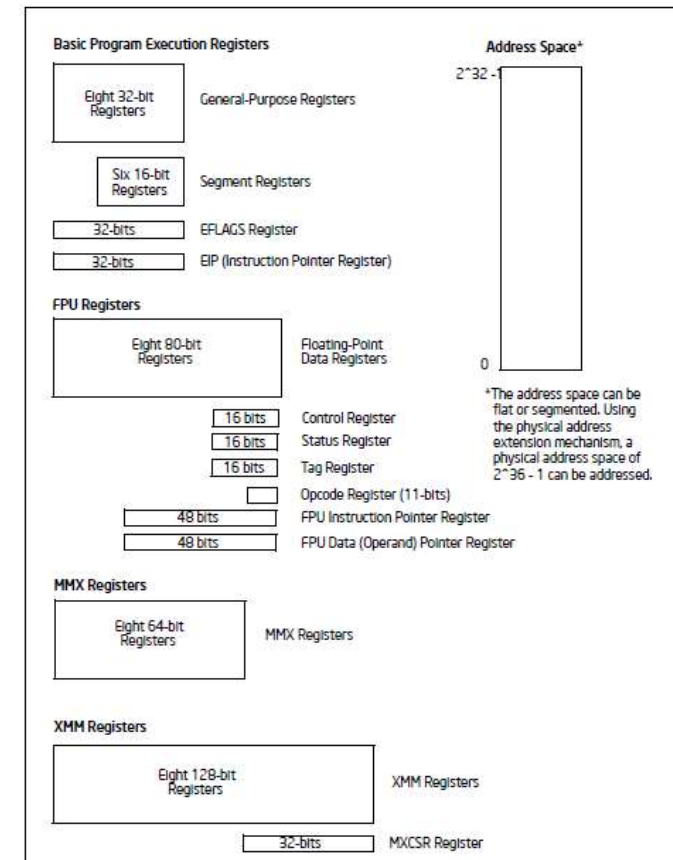 Basic Program Execution Registers
Address Space*
2^32 -1
Eight 32-bit
Registers
General-Purpose Registers
Six 16-bit
Registers
Segment Registers
32-bits
EFLAGS Register
32-bits
EIP (Instruction Pointer Register)
FPU Registers
Eight 80-bit
Registers
Floating-Point
Data Registers
0
*The address space can be
flat or segmented. Using
the physical address
extension mechanism, a
physical address space of
2^36 - 1 can be addressed.
16 bits
Control Register
16 bits
Status Register
16 bits
Tag Register
Opcode Register (11-bits)
48 bits
FPU Instruction Pointer Register
48 bits
FPU Data (Operand) Pointer Register
MMX Registers
Eight 64-bit
Registers
MMX Registers
XMM Registers
Eight 128-bit
Registers
XMM Registers
32-bits
MXCSR Register